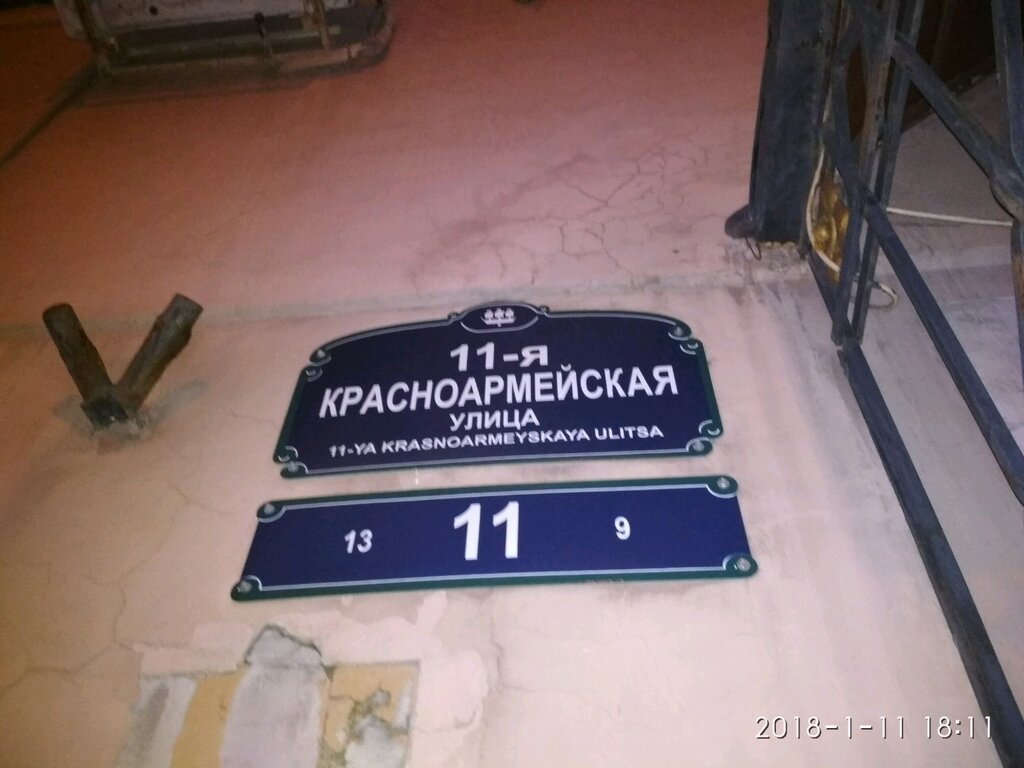 11-я
КРАСНОАРМЕЙСКАЯ
УЛИЦА
11-YA KRASNOARMEYSKAYA ULITSA
13 11 9
2018-1-11 18:11